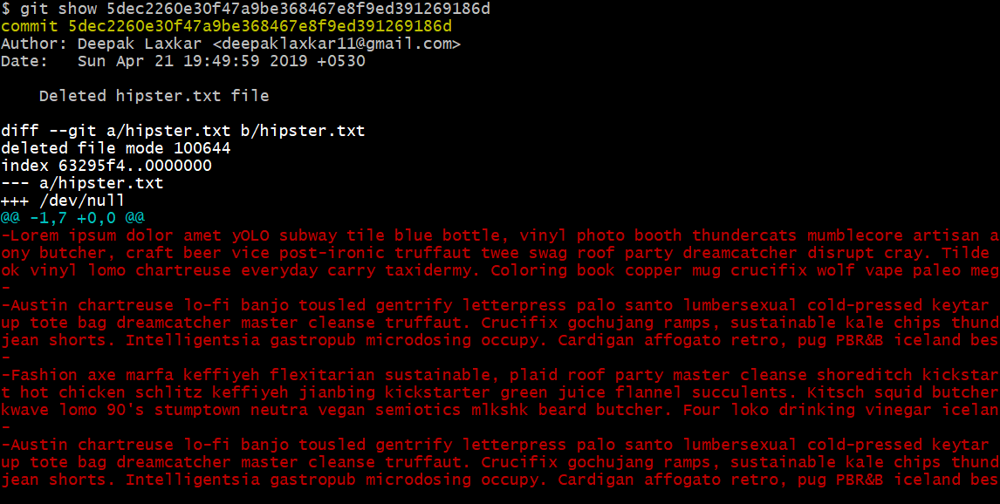 $ git show 5dec2260e30f47a9be368467e8f9ed391269186d
commit 5dec2260e30f47a9be368467e8f9ed391269186d
Author: Deepak Laxkar <deepaklaxkar11@gmail.com>
Date:   Sun Apr 21 19:49:59 2019 +0530
    Deleted hipster.txt file
diff --git a/hipster.txt b/hipster.txt
deleted file mode 100644
index 63295f4..0000000
--- a/hipster.txt
+++ /dev/null
@@ -1,7 +0,0 @@
-Lorem ipsum dolor amet yOLO subway tile blue bottle, vinyl photo booth thundercats mumblecore artisan a
ony butcher, craft beer vice post-ironic truffaut twee swag roof party dreamcatcher disrupt cray. Tilde
ok vinyl lomo chartreuse everyday carry taxidermy. Coloring book copper mug crucifix wolf vape paleo meg
-
-Austin chartreuse lo-fi banjo tousled gentrify letterpress palo santo lumbersexual cold-pressed keytar
up tote bag dreamcatcher master cleanse truffaut. Crucifix gochujang ramps, sustainable kale chips thund
jean shorts. Intelligentsia gastropub microdosing occupy. Cardigan affogato retro, pug PBR&B iceland bes
-
-Fashion axe marfa keffiyeh flexitarian sustainable, plaid roof party master cleanse shoreditch kickstar
t hot chicken schlitz keffiyeh jianbing kickstarter green juice flannel succulents. Kitsch squid butcher
kwave lomo 90's stumptown neutra vegan semiotics mlkshk beard butcher. Four loko drinking vinegar icelan
-
-Austin chartreuse lo-fi banjo tousled gentrify letterpress palo santo lumbersexual cold-pressed keytar
up tote bag dreamcatcher master cleanse truffaut. Crucifix gochujang ramps, sustainable kale chips thund
jean shorts. Intelligentsia gastropub microdosing occupy. Cardigan affogato retro, pug PBR&B iceland bes